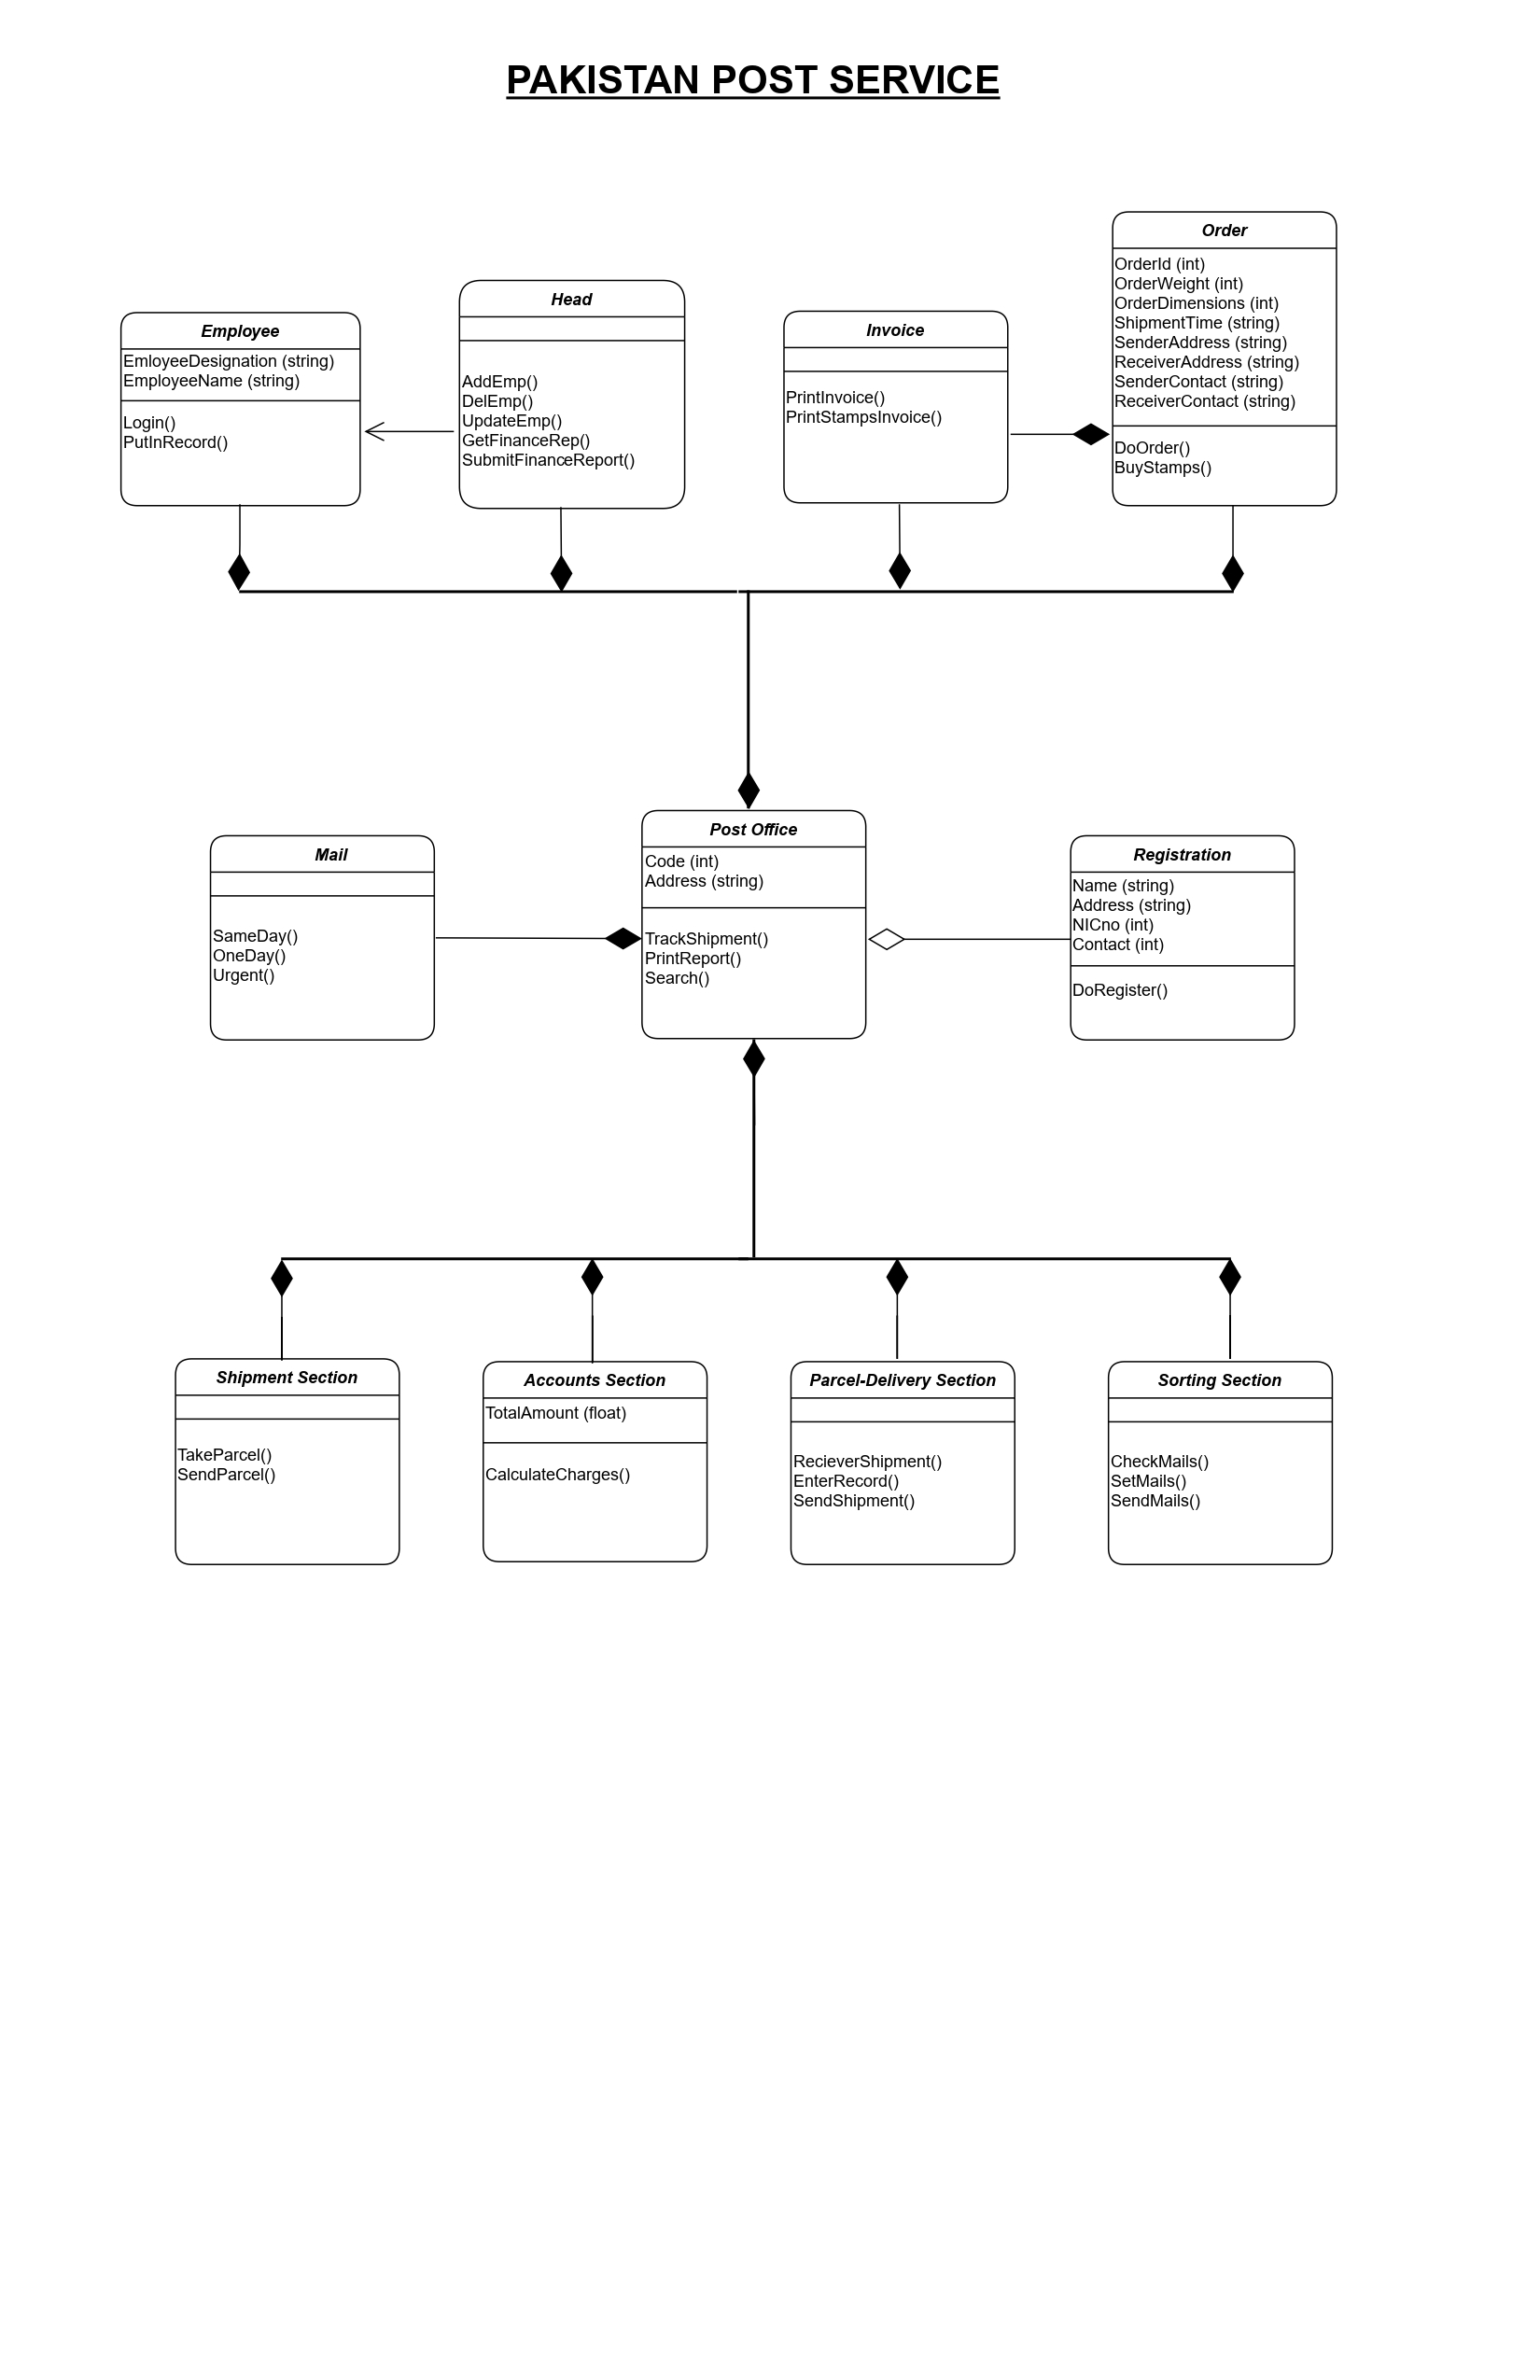 PAKISTAN POST SERVICE
Employee
EmloyeeDesignation (string)
EmployeeName (string)
Login()
PutInRecord()
Head
AddEmp()
DelEmp()
UpdateEmp()
GetFinanceRep()
SubmitFinanceReport()
Invoice
PrintInvoice()
PrintStampsInvoice()
Order
OrderId (int)
OrderWeight (int)
OrderDimensions (int)
ShipmentTime (string)
SenderAddress (string)
ReceiverAddress (string)
SenderContact (string)
ReceiverContact (string)
DoOrder()
BuyStamps()
Mail
SameDay()
OneDay()
Urgent()
Post Office
Code (int)
Address (string)
TrackShipment()
PrintReport()
Search()
Registration
Name (string)
Address (string)
NICno (int)
Contact (int)
DoRegister()
Shipment Section
TakeParcel()
SendParcel()
Accounts Section
TotalAmount (float)
CalculateCharges()
Parcel-Delivery Section
RecieverShipment()
EnterRecord()
SendShipment()
Sorting Section
CheckMails()
SetMails()
SendMails()